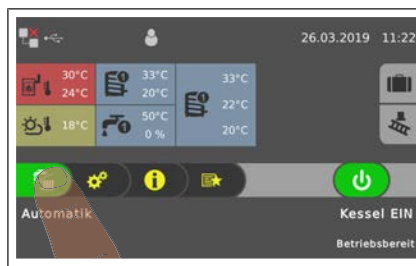 26.03.2019 11:22
30°C 33°C 33°C
24°C 20°C 22°C
18°C 50°C 20°C
0 %
Automatik Kessel EIN
Betriebsbereit